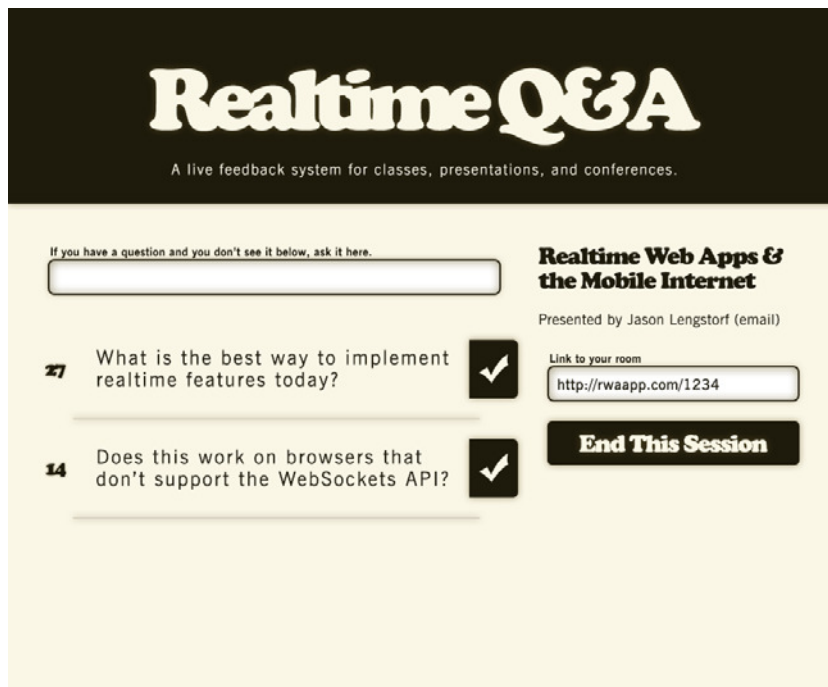 Realtime Q&A
A live feedback system for classes, presentations, and conferences.
If you have a question and you don't see it below, ask it here.
27
What is the best way to implement
realtime features today?
14
Does this work on browsers that
don't support the WebSockets API?
Realtime Web Apps &
the Mobile Internet
Presented by Jason Lengstorf (email)
Link to your room
http://rwaapp.com/1234
End This Session